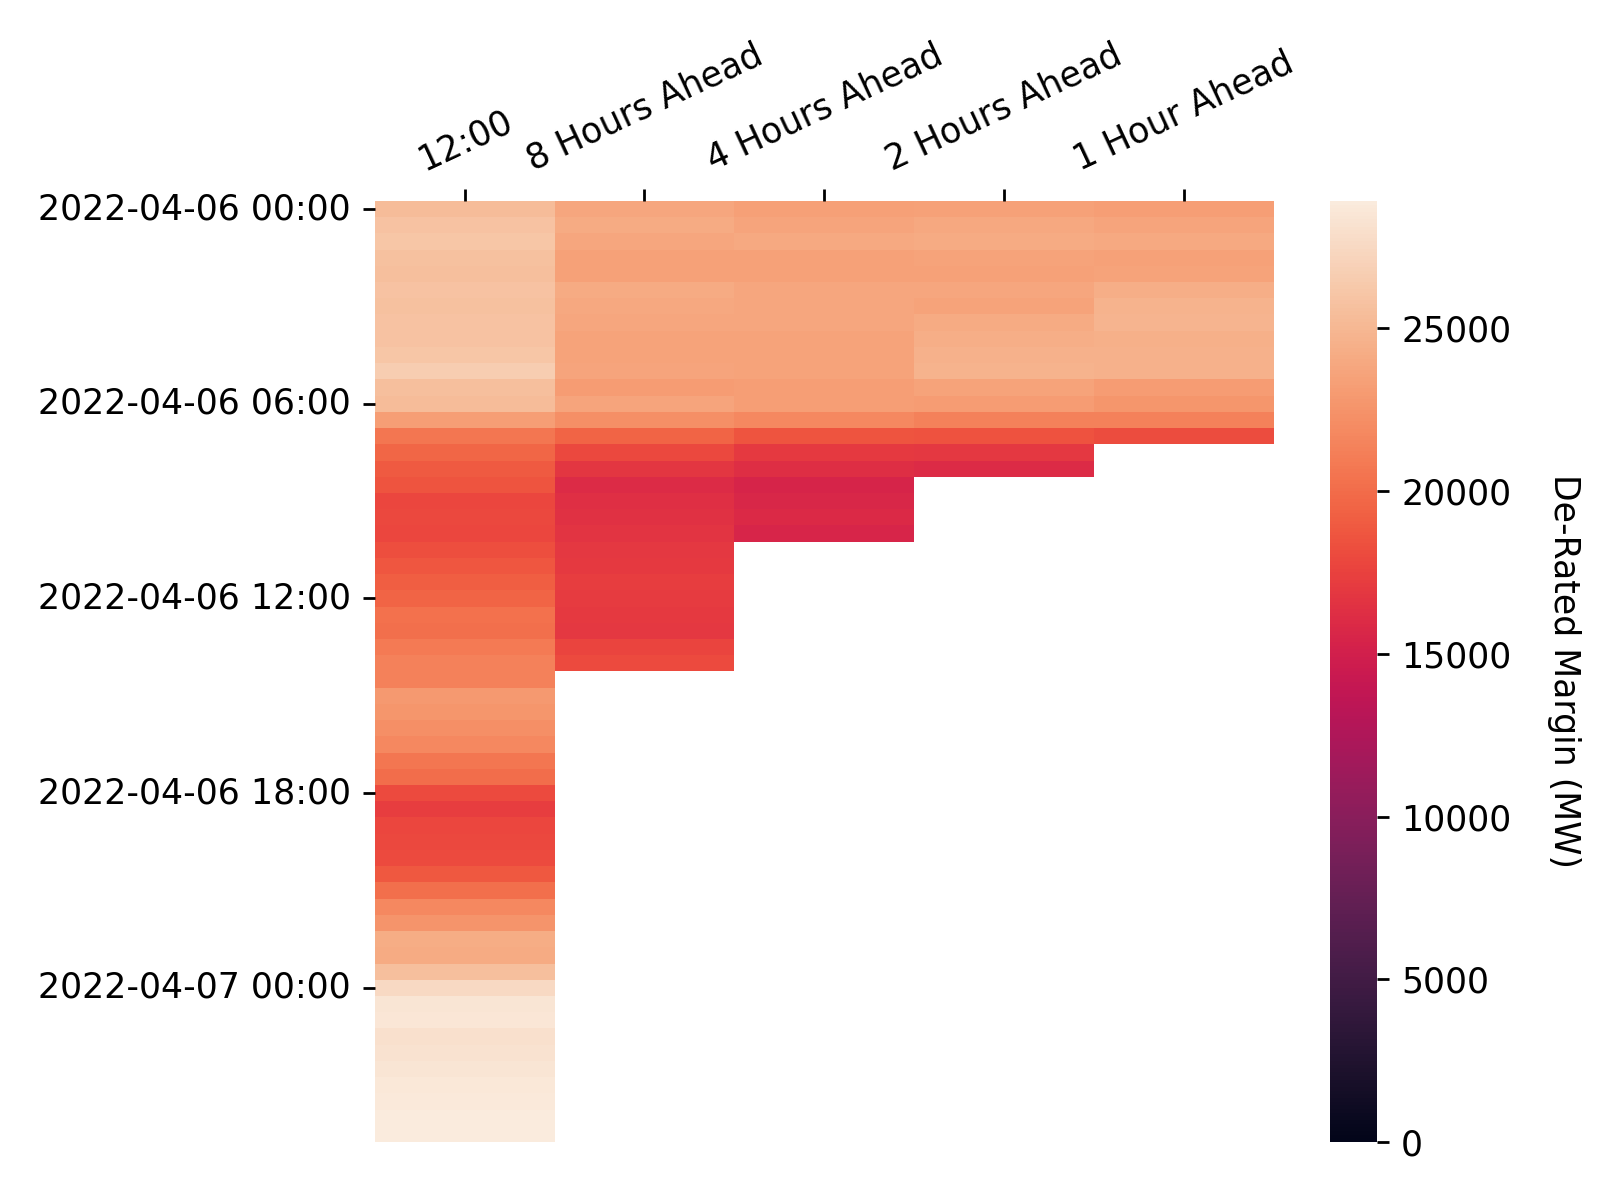 12:00
8 Hours Ahead
4 Hours Ahead
2 Hours Ahead
1 Hour Ahead
2022-04-06 00:00
2022-04-06 06:00
2022-04-06 12:00
2022-04-06 18:00
2022-04-07 00:00
25000
20000
15000
10000
5000
0
De-Rated Margin (MW)